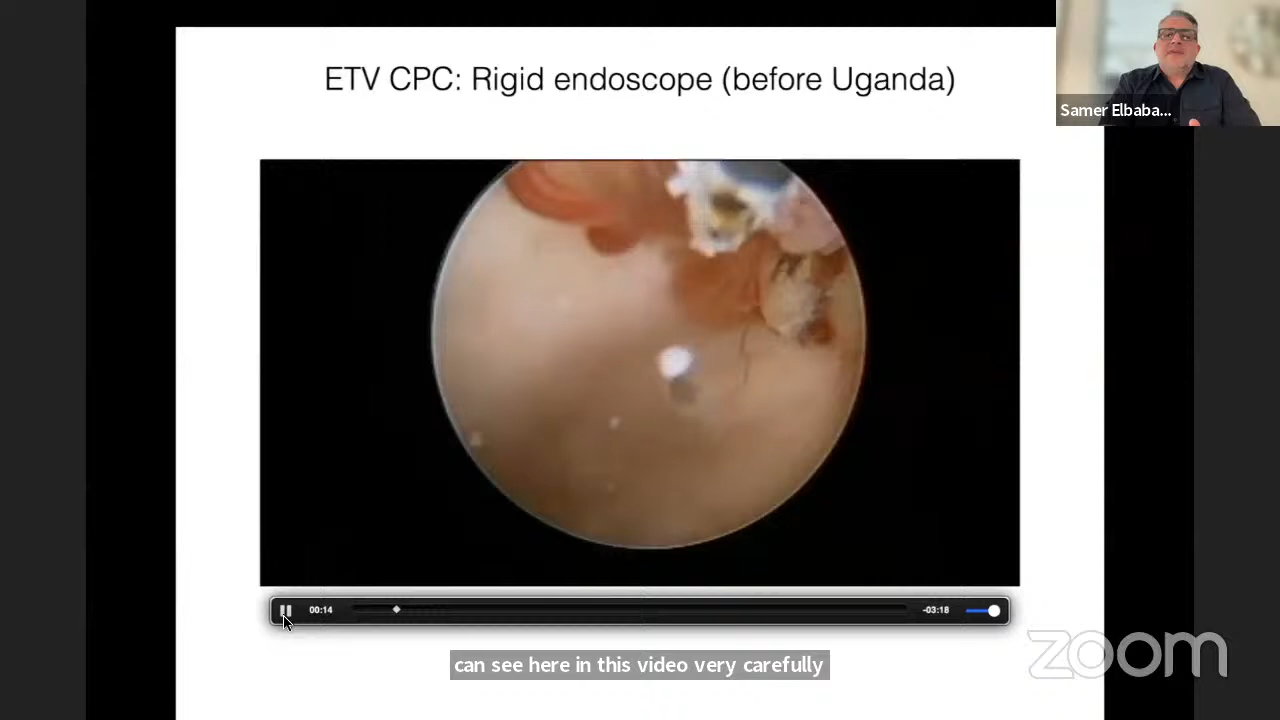 ETV CPC: Rigid endoscope (before Uganda)
Samer Elbaba...
00:14
-03:18
can see here in this video very carefully
zoom